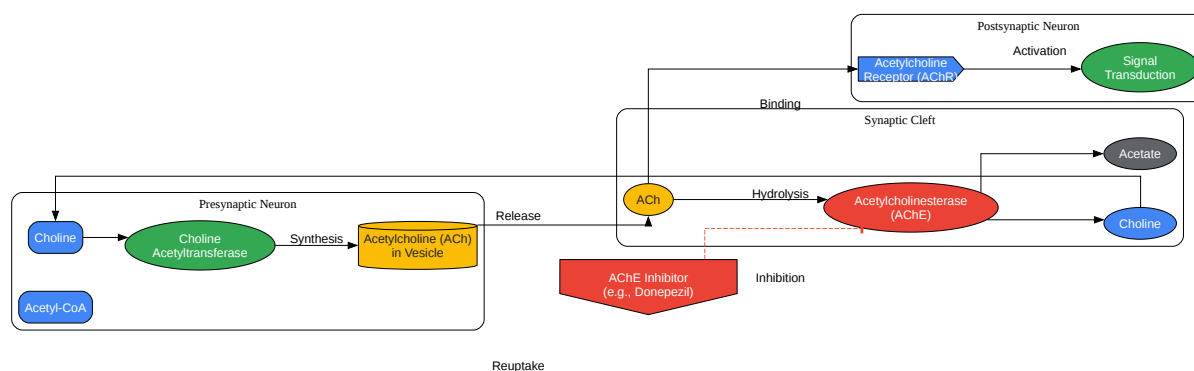 Postsynaptic Neuron
Acetylcholine
Receptor (AChR)
Activation
Signal
Transduction
Binding
Synaptic Cleft
Acetate
Presynaptic Neuron
Choline
Choline
Acetyltransferase
Synthesis
Acetylcholine (ACh)
in Vesicle
Release
ACh
Hydrolysis
Acetylcholinesterase
(AChE)
Choline
AChE Inhibitor
(e.g., Donepezil)
Inhibition
Acetyl-CoA
Reuptake